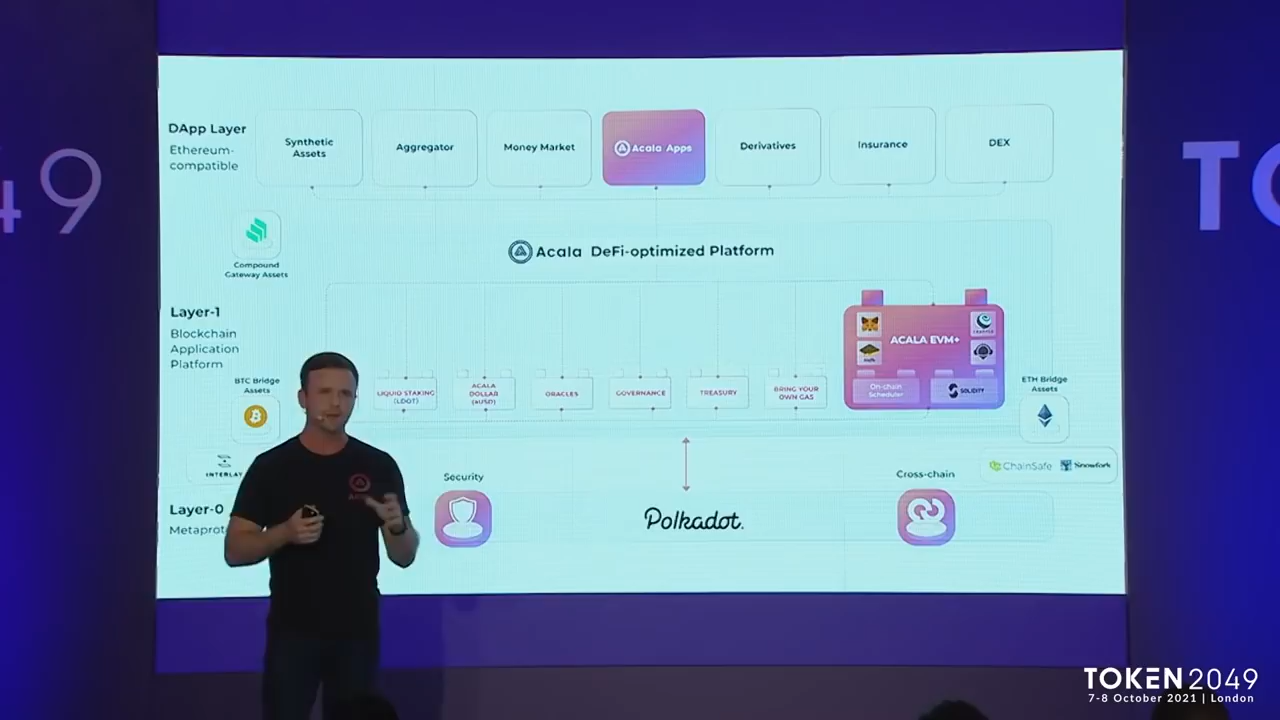 DApp Layer
Ethereum-
compatible
Synthetic
Assets
Aggregator
Money Market
Acala Apps
Derivatives
Insurance
DEX
49
TO
Compound
Gateway Assets
Acala DeFi-optimized Platform
Layer-1
Blockchain
Application
Platform
BTC Bridge
Assets
INTERLAY
LIQUID STAKING
(LDOT)
ACALA
DOLLAR
(aUSD)
ORACLES
GOVERNANCE
TREASURY
BRING YOUR
OWN GAS
ACALA EVM+
On-chain
Scheduler
SOLIDITY
ETH Bridge
Assets
ChainSafe
Snowfork
Layer-0
Metaprot
Security
Polkadot.
Cross-chain
TOKEN2049
7-8 October 2021 | London